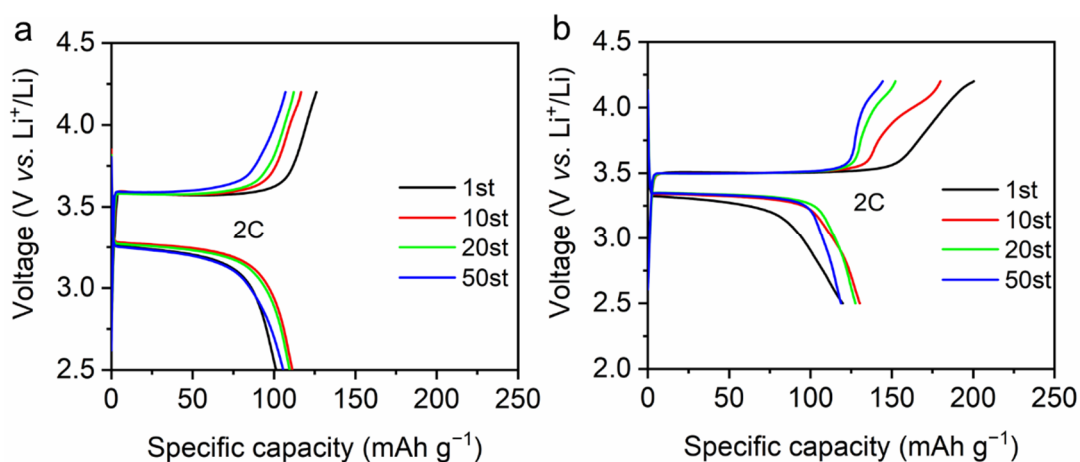 a
4.5
4.0
3.5
3.0
2.5
Voltage (V vs. Li⁺/Li)
2C
1st
10st
20st
50st
0 50 100 150 200 250
Specific capacity (mAh g⁻¹)
b
4.5
4.0
3.5
3.0
2.5
2.0
Voltage (V vs. Li⁺/Li)
2C
1st
10st
20st
50st
0 50 100 150 200 250
Specific capacity (mAh g⁻¹)